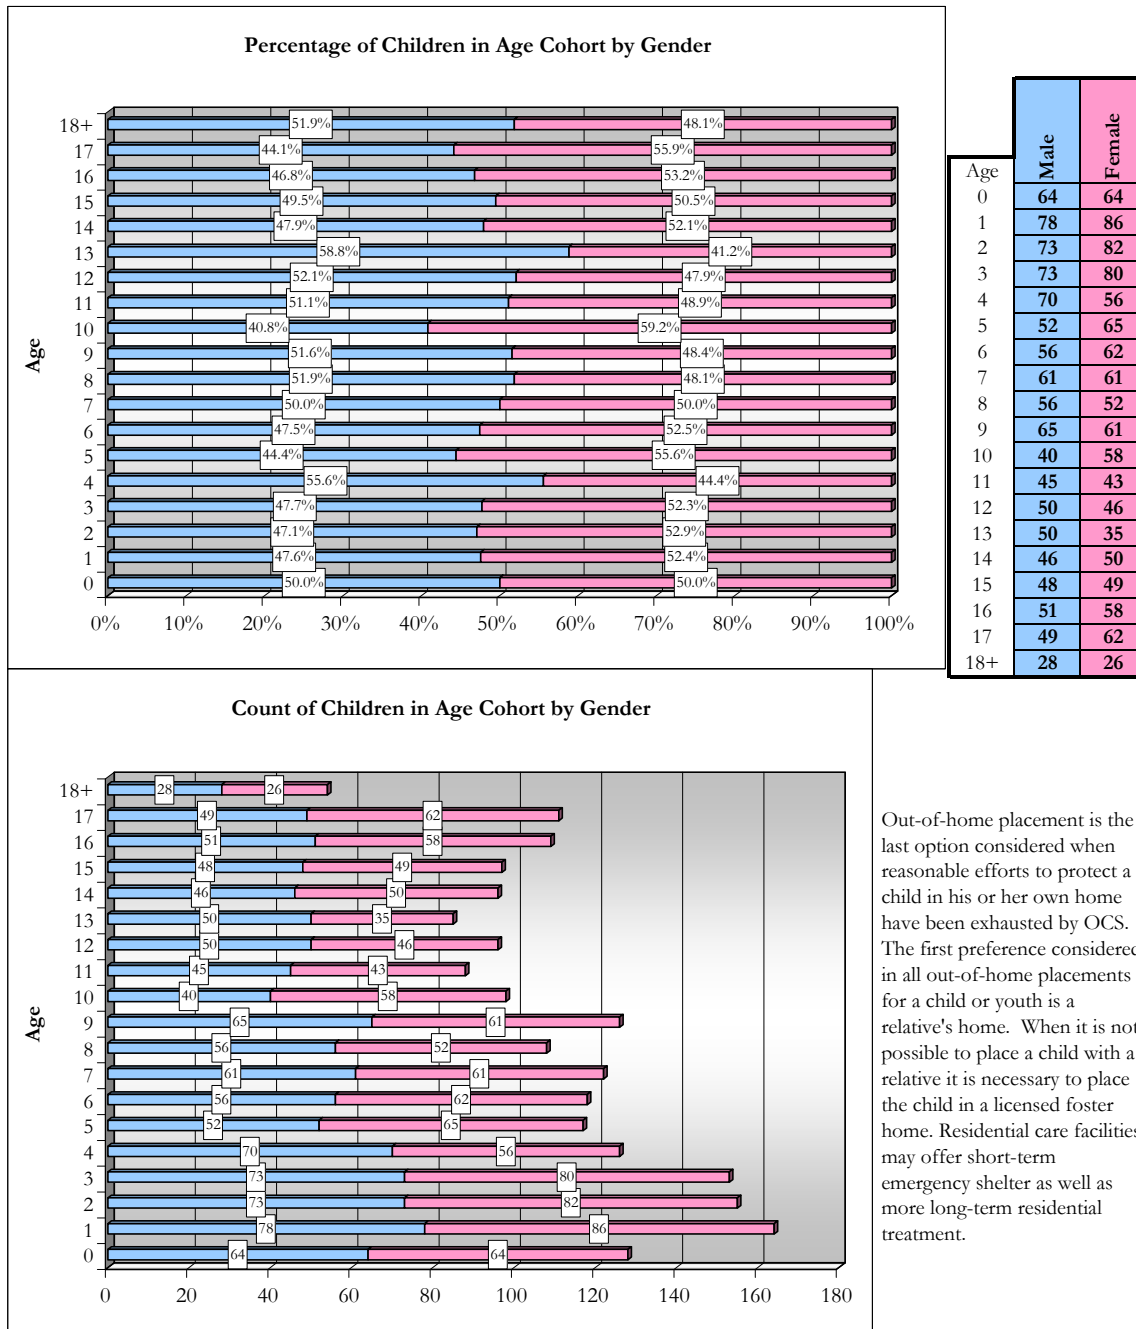 Percentage of Children in Age Cohort by Gender
Age
18+ 51.9% 48.1%
17 44.1% 55.9%
16 46.8% 53.2%
15 49.5% 50.5%
14 47.9% 52.1%
13 58.8% 41.2%
12 52.1% 47.9%
11 51.1% 48.9%
10 40.8% 59.2%
9 51.6% 48.4%
8 51.9% 48.1%
7 50.0% 50.0%
6 47.5% 52.5%
5 44.4% 55.6%
4 55.6% 44.4%
3 47.7% 52.3%
2 47.1% 52.9%
1 47.6% 52.4%
0 50.0% 50.0%
0% 10% 20% 30% 40% 50% 60% 70% 80% 90% 100%
Age Male Female
0 64 64
1 78 86
2 73 82
3 73 80
4 70 56
5 52 65
6 56 62
7 61 61
8 56 52
9 65 61
10 40 58
11 45 43
12 50 46
13 50 35
14 46 50
15 48 49
16 51 58
17 49 62
18+ 28 26
Count of Children in Age Cohort by Gender
Age
18+ 28 26
17 49 62
16 51 58
15 48 49
14 46 50
13 50 35
12 50 46
11 45 43
10 40 58
9 65 61
8 56 52
7 61 61
6 56 62
5 52 65
4 70 56
3 73 80
2 73 82
1 78 86
0 64 64
0 20 40 60 80 100 120 140 160 180
Out-of-home placement is the
last option considered when
reasonable efforts to protect a
child in his or her own home
have been exhausted by OCS.
The first preference considered
in all out-of-home placements
for a child or youth is a
relative's home. When it is not
possible to place a child with a
relative it is necessary to place
the child in a licensed foster
home. Residential care facilities
may offer short-term
emergency shelter as well as
more long-term residential
treatment.